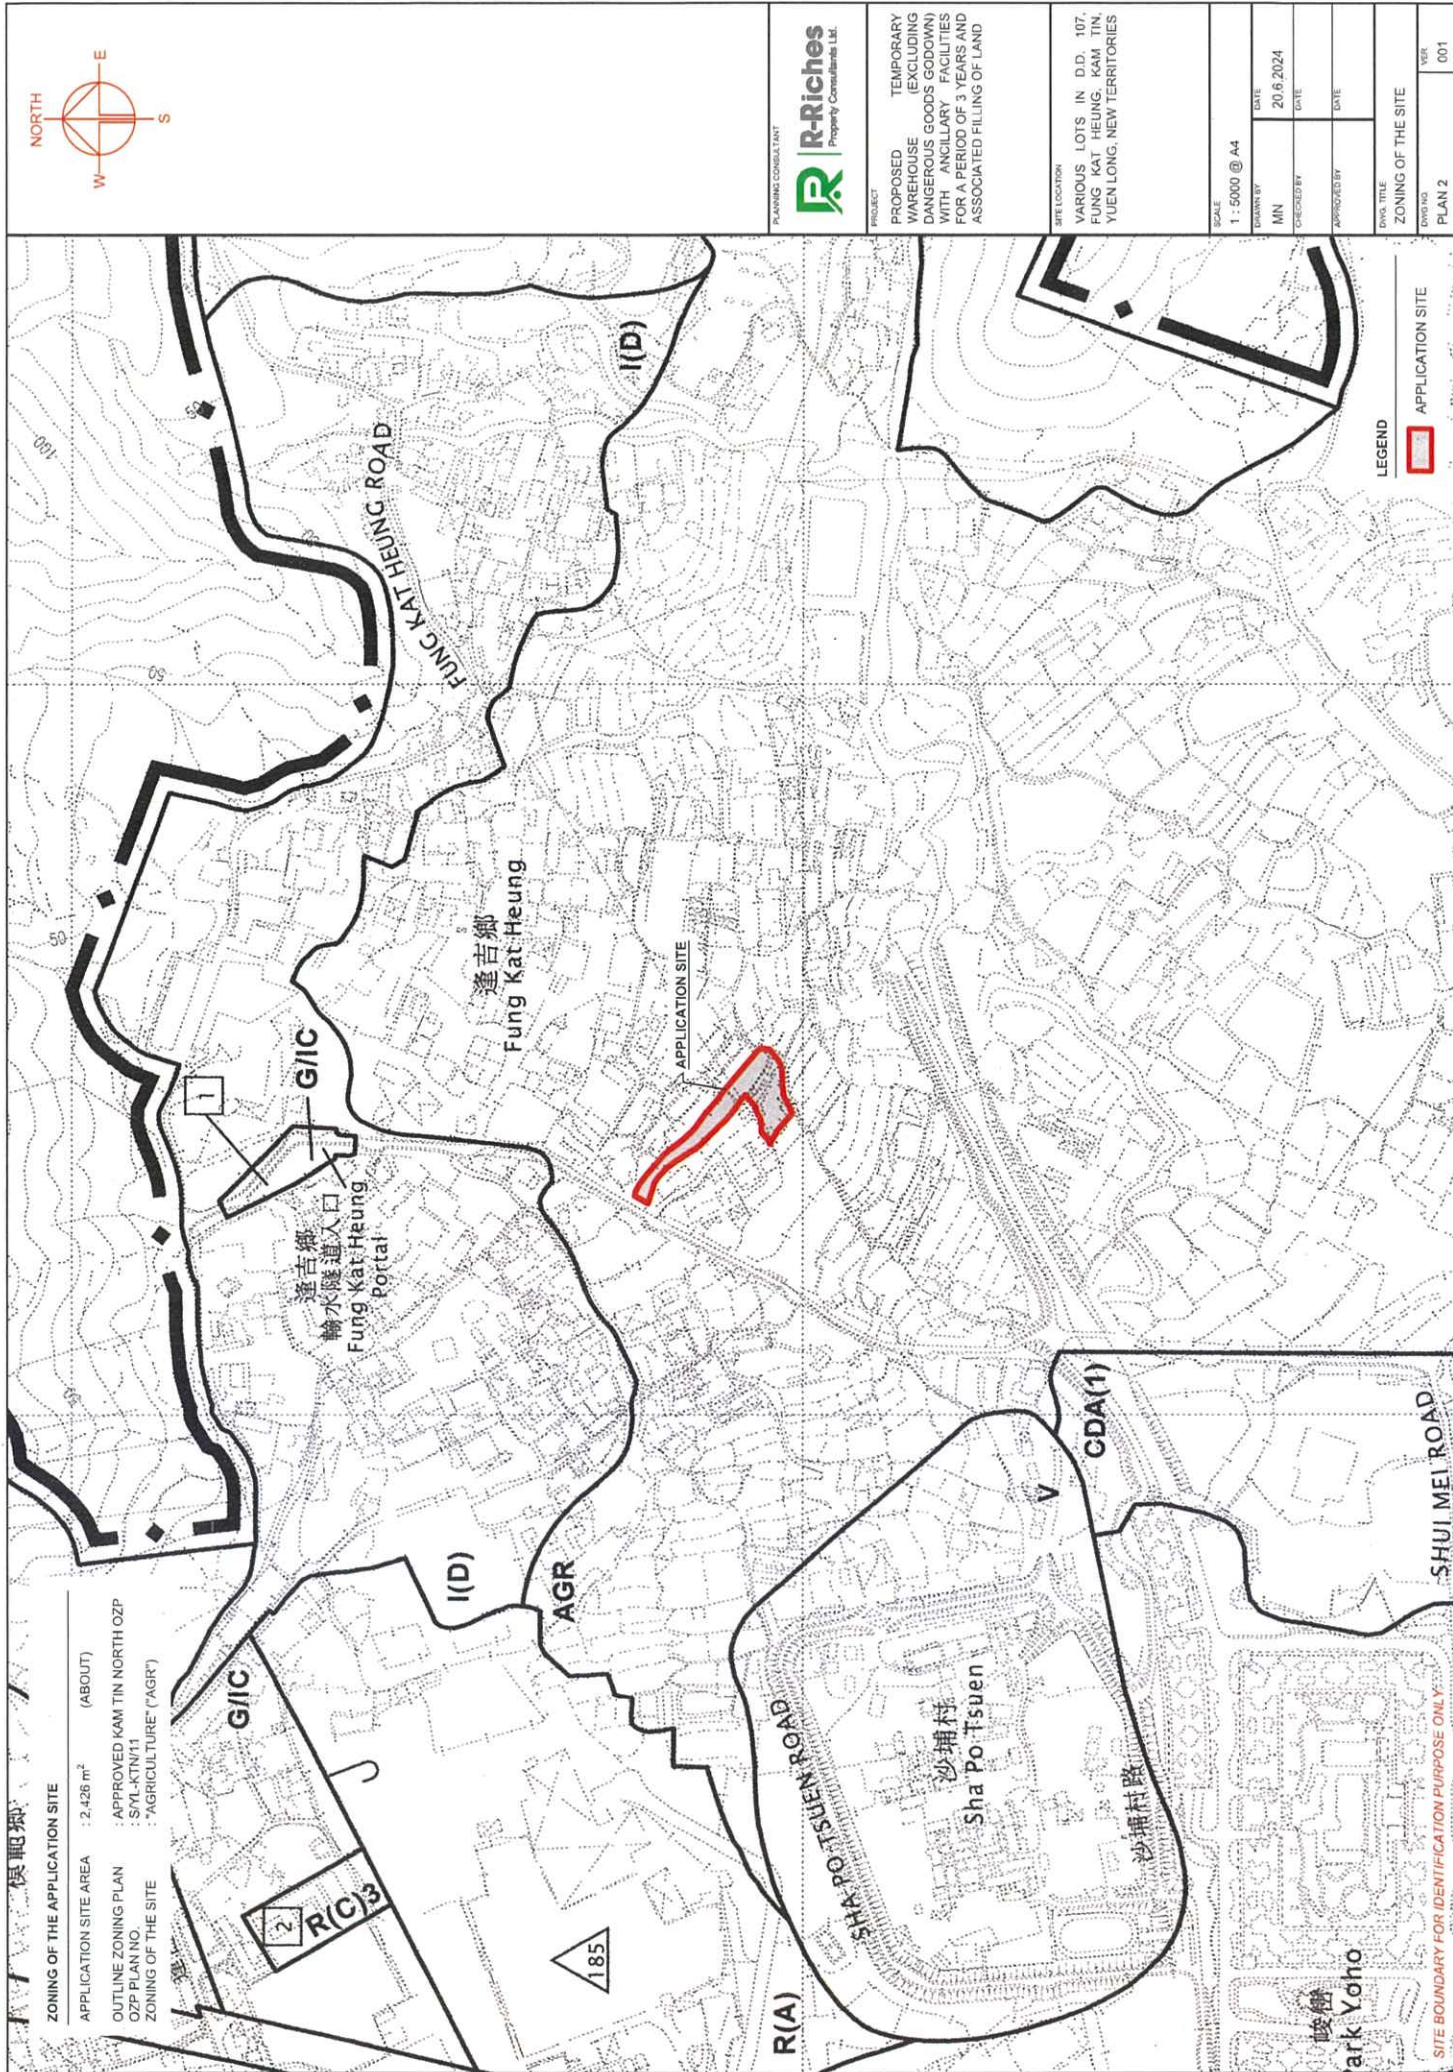 ZONING OF THE APPLICATION SITE
APPLICATION SITE AREA : 2,426 m² (ABOUT)
OUTLINE ZONING PLAN : APPROVED KAM TIN NORTH OZP
OZP PLAN NO. : S/YL-KTN/11
ZONING OF THE SITE : "AGRICULTURE" ("AGR")
NORTH
W
E
S
100
50
50
50
1
G/IC
逢吉鄉
輸水隧道入口
Fung Kat Heung
Portal
FUNG KAT HEUNG ROAD
I(D)
逢吉鄉
Fung Kat Heung
APPLICATION SITE
G/IC
I(D)
AGR
2
R(C)3
185
R(A)
SHA PO TSUEN ROAD
沙埔村
Sha Po Tsuen
沙埔村路
V
CDA(1)
SHUI MEI ROAD
峻巒
Park Yoho
SITE BOUNDARY FOR IDENTIFICATION PURPOSE ONLY
LEGEND
APPLICATION SITE
PLANNING CONSULTANT
R-Riches
Property Consultants Ltd.
PROJECT
PROPOSED TEMPORARY
WAREHOUSE (EXCLUDING
DANGEROUS GOODS GODOWN)
WITH ANCILLARY FACILITIES
FOR A PERIOD OF 3 YEARS AND
ASSOCIATED FILLING OF LAND
SITE LOCATION
VARIOUS LOTS IN D.D. 107,
FUNG KAT HEUNG, KAM TIN,
YUEN LONG, NEW TERRITORIES
SCALE
1 : 5000 @ A4
DRAWN BY
MN
DATE
20.6.2024
CHECKED BY
DATE
APPROVED BY
DATE
DWG. TITLE
ZONING OF THE SITE
DWG NO.
PLAN 2
VER.
001